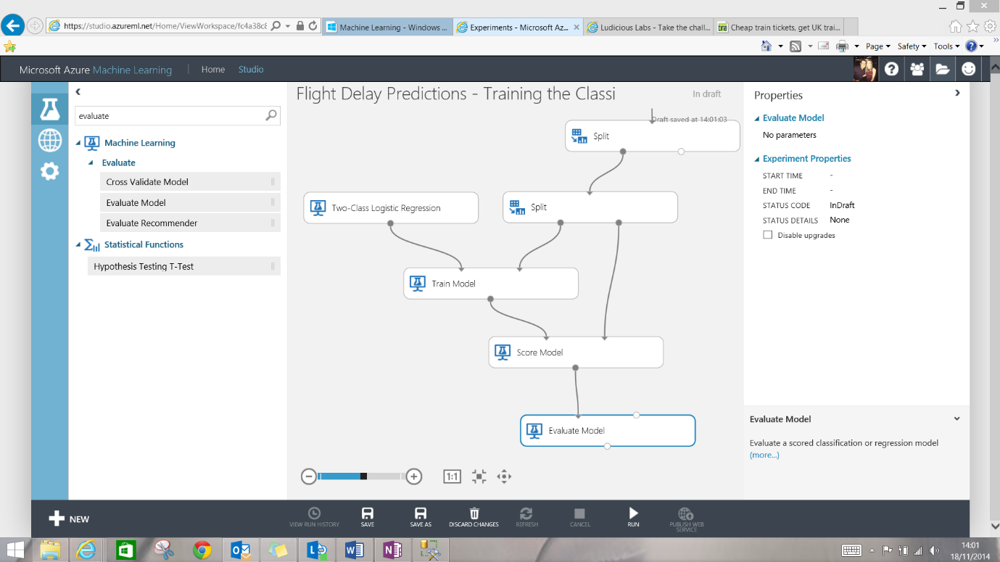 https://studio.azureml.net/Home/ViewWorkspace/fc4a38c8
Machine Learning - Windows ...
Experiments - Microsoft Az...
Ludicious Labs - Take the chall...
Cheap train tickets, get UK trai...
Page
Safety
Tools
Microsoft Azure Machine Learning
Home
Studio
evaluate
Machine Learning
Evaluate
Cross Validate Model
Evaluate Model
Evaluate Recommender
Statistical Functions
Hypothesis Testing T-Test
Flight Delay Predictions - Training the Classi
In draft
Draft saved at 14:01:03
Split
Two-Class Logistic Regression
Split
Train Model
Score Model
Evaluate Model
1:1
Properties
Evaluate Model
No parameters
Experiment Properties
START TIME -
END TIME -
STATUS CODE InDraft
STATUS DETAILS None
Disable upgrades
Evaluate Model
Evaluate a scored classification or regression model
(more...)
NEW
VIEW RUN HISTORY
SAVE
SAVE AS
DISCARD CHANGES
REFRESH
CANCEL
RUN
PUBLISH WEB
SERVICE
14:01
18/11/2014